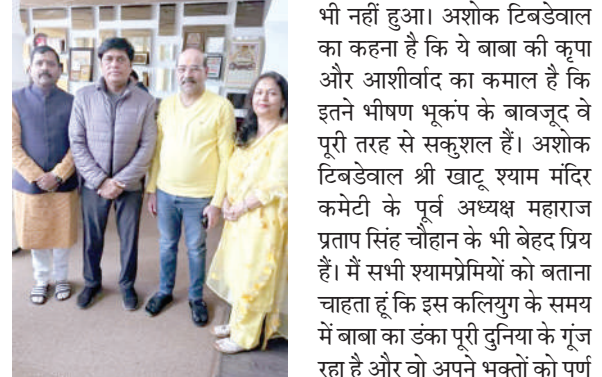 भी नहीं हुआ। अशोक टिबडेवाल
का कहना है कि ये बाबा की कृपा
और आशीर्वाद का कमाल है कि
इतने भीषण भूकंप के बावजूद वे
पूरी तरह से सकुशल हैं। अशोक
टिबडेवाल श्री खाटू श्याम मंदिर
कमेटी के पूर्व अध्यक्ष महाराज
प्रताप सिंह चौहान के भी बेहद प्रिय
हैं। मैं सभी श्यामप्रेमियों को बताना
चाहता हूं कि इस कलियुग के समय
में बाबा का डंका पूरी दुनिया के गूंज
रहा है और वो अपने भक्तों को पूर्ण